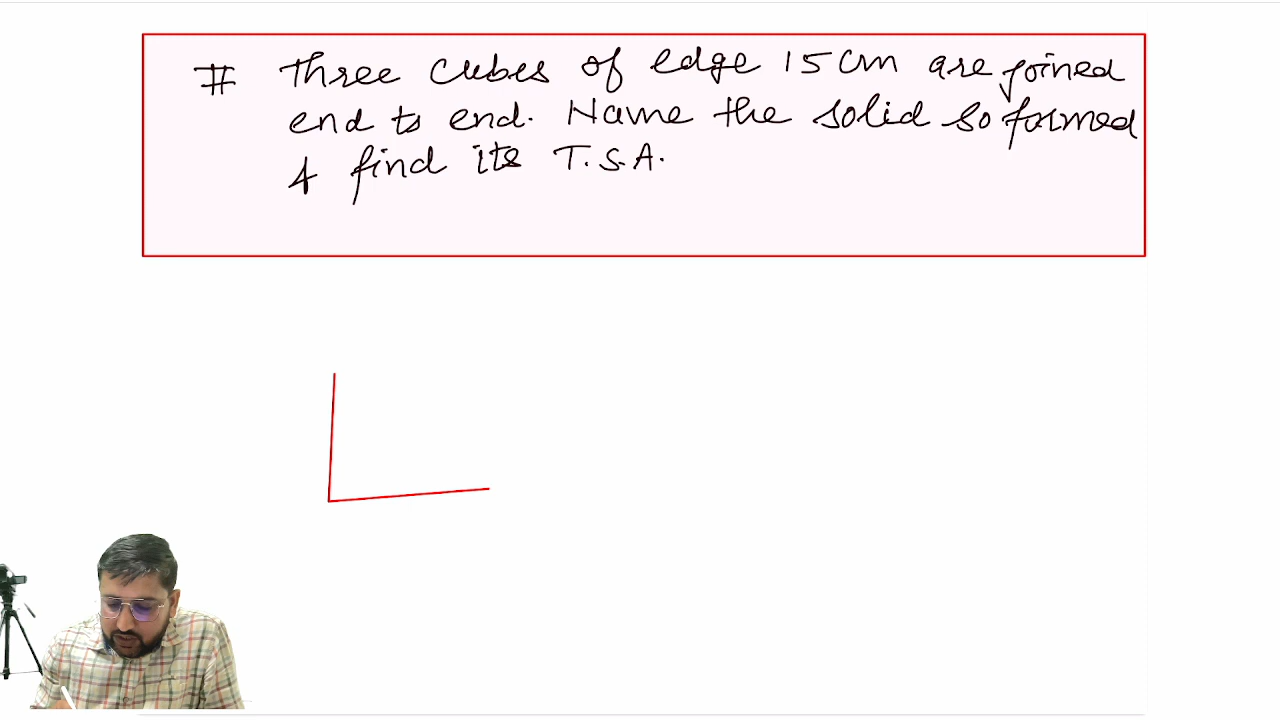 # Three cubes of edge 15 cm are joined
end to end. Name the solid so formed
& find its T.S.A.